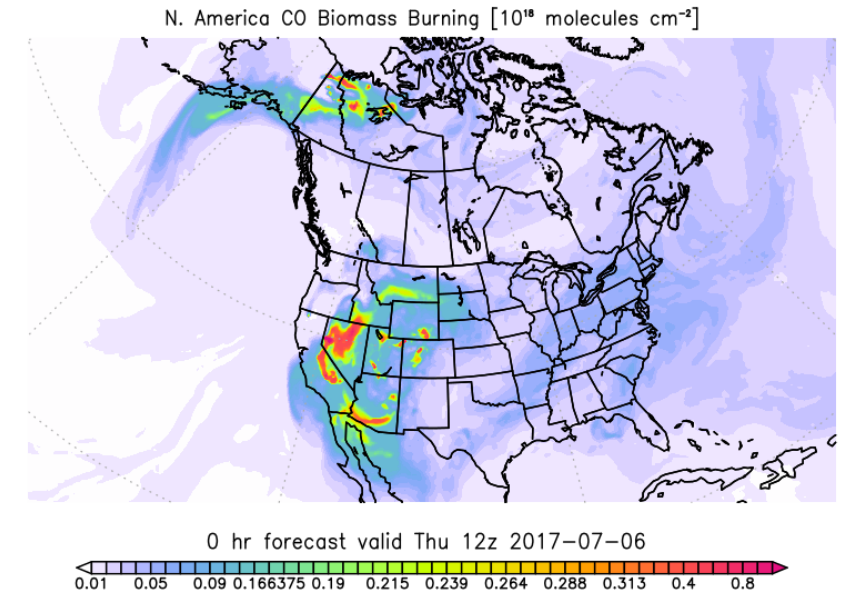 N. America CO Biomass Burning [10¹⁸ molecules cm⁻²]
0 hr forecast valid Thu 12z 2017-07-06
0.01 0.05 0.09 0.166375 0.19 0.215 0.239 0.264 0.288 0.313 0.4 0.8